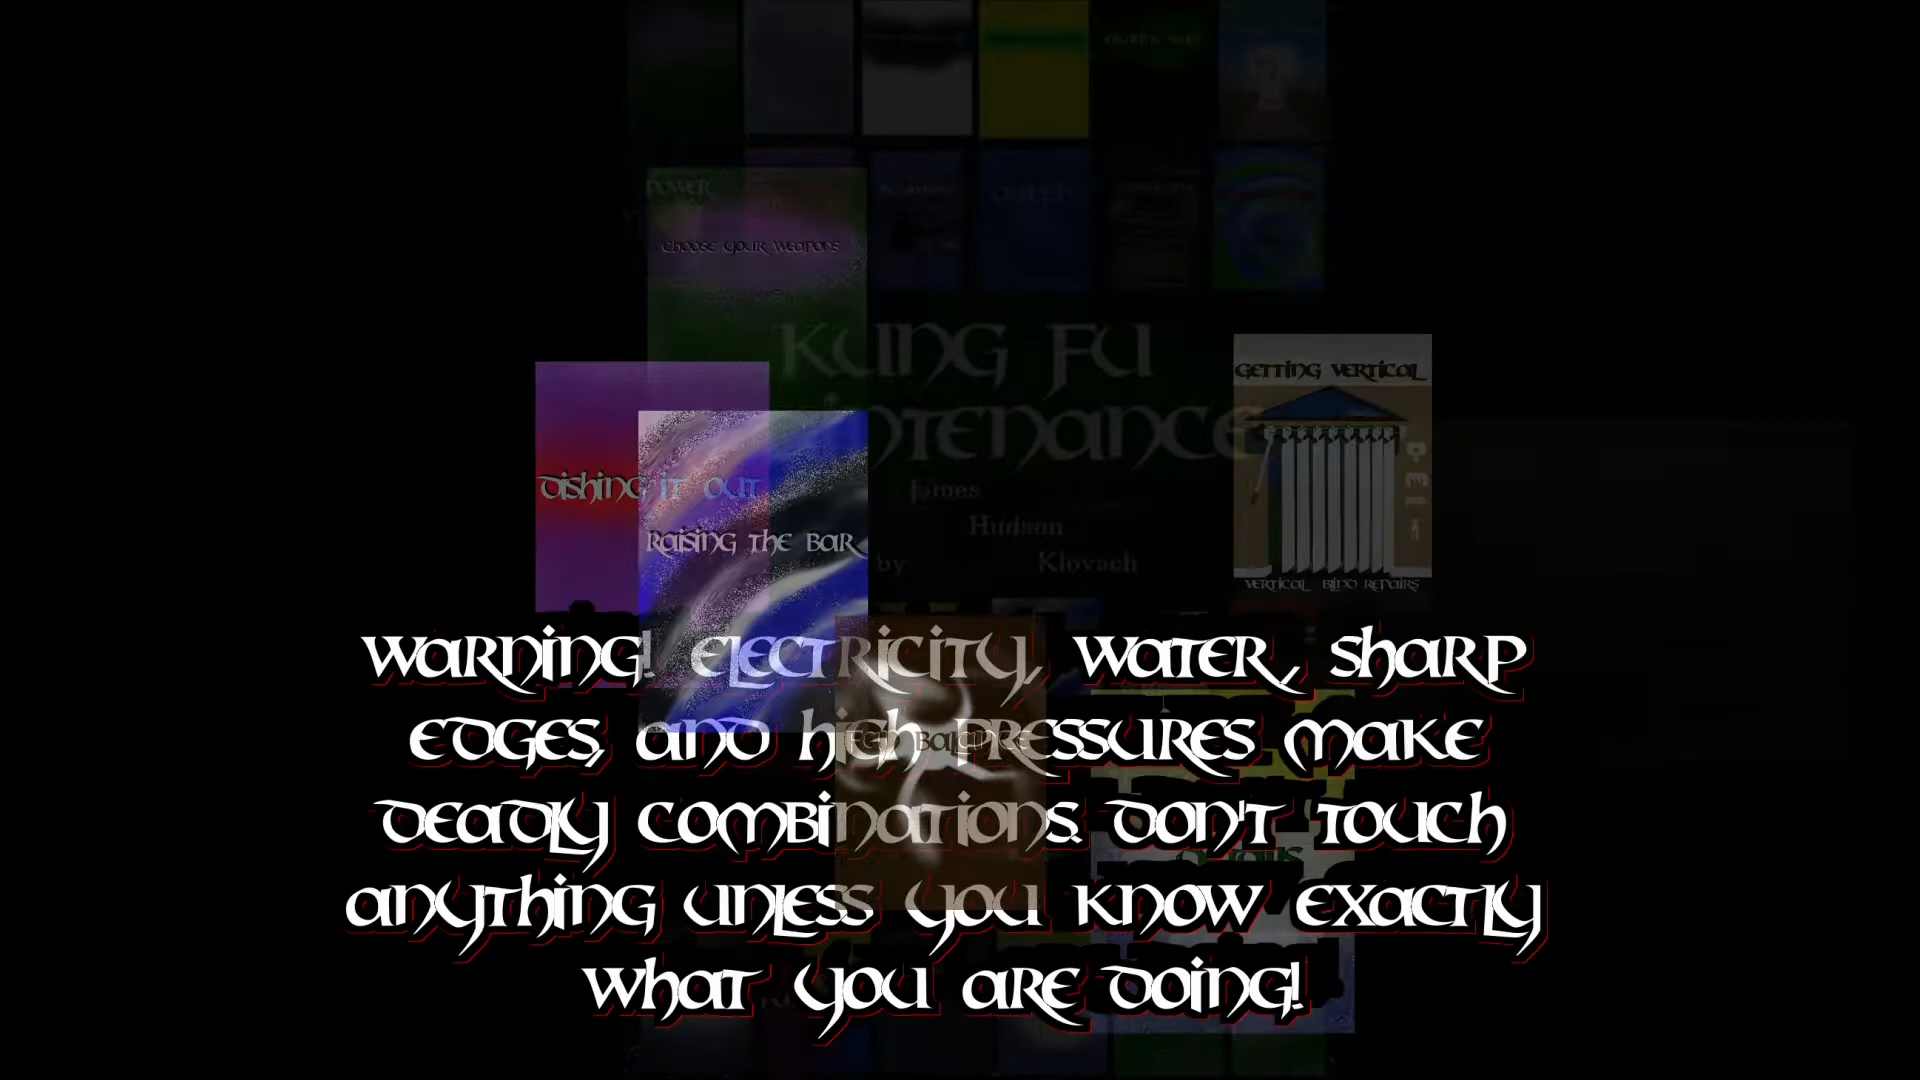 POWER
CHOOSE YOUR WEAPONS
KUNG FU
GETTING VERTICAL
James
DISHING IT OUT
Hudson
RAISING THE BAR
by Klovach
VERTICAL BLIND REPAIRS
WARNING! ELECTRICITY, WATER, SHARP
EDGES, AND HIGH PRESSURES MAKE
DEADLY COMBINATIONS. DON'T TOUCH
ANYTHING UNLESS YOU KNOW EXACTLY
WHAT YOU ARE DOING!